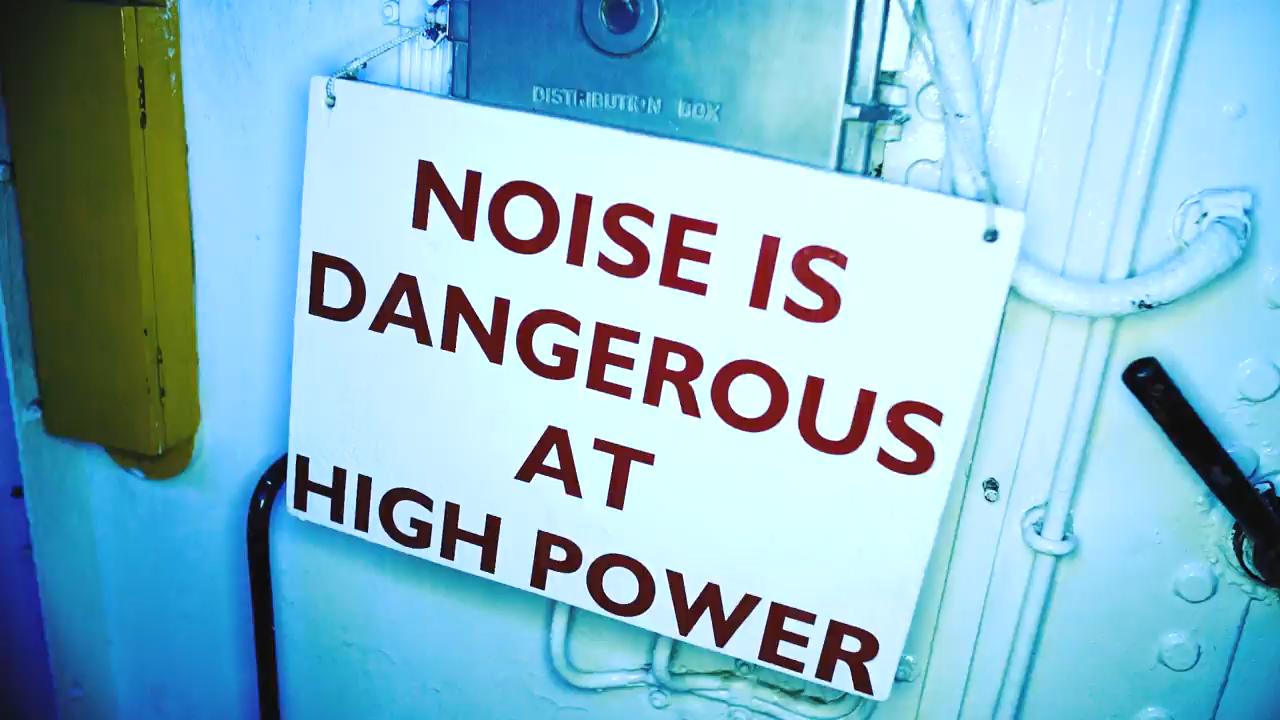 DISTRIBUTION BOX
NOISE IS
DANGEROUS
AT
HIGH POWER